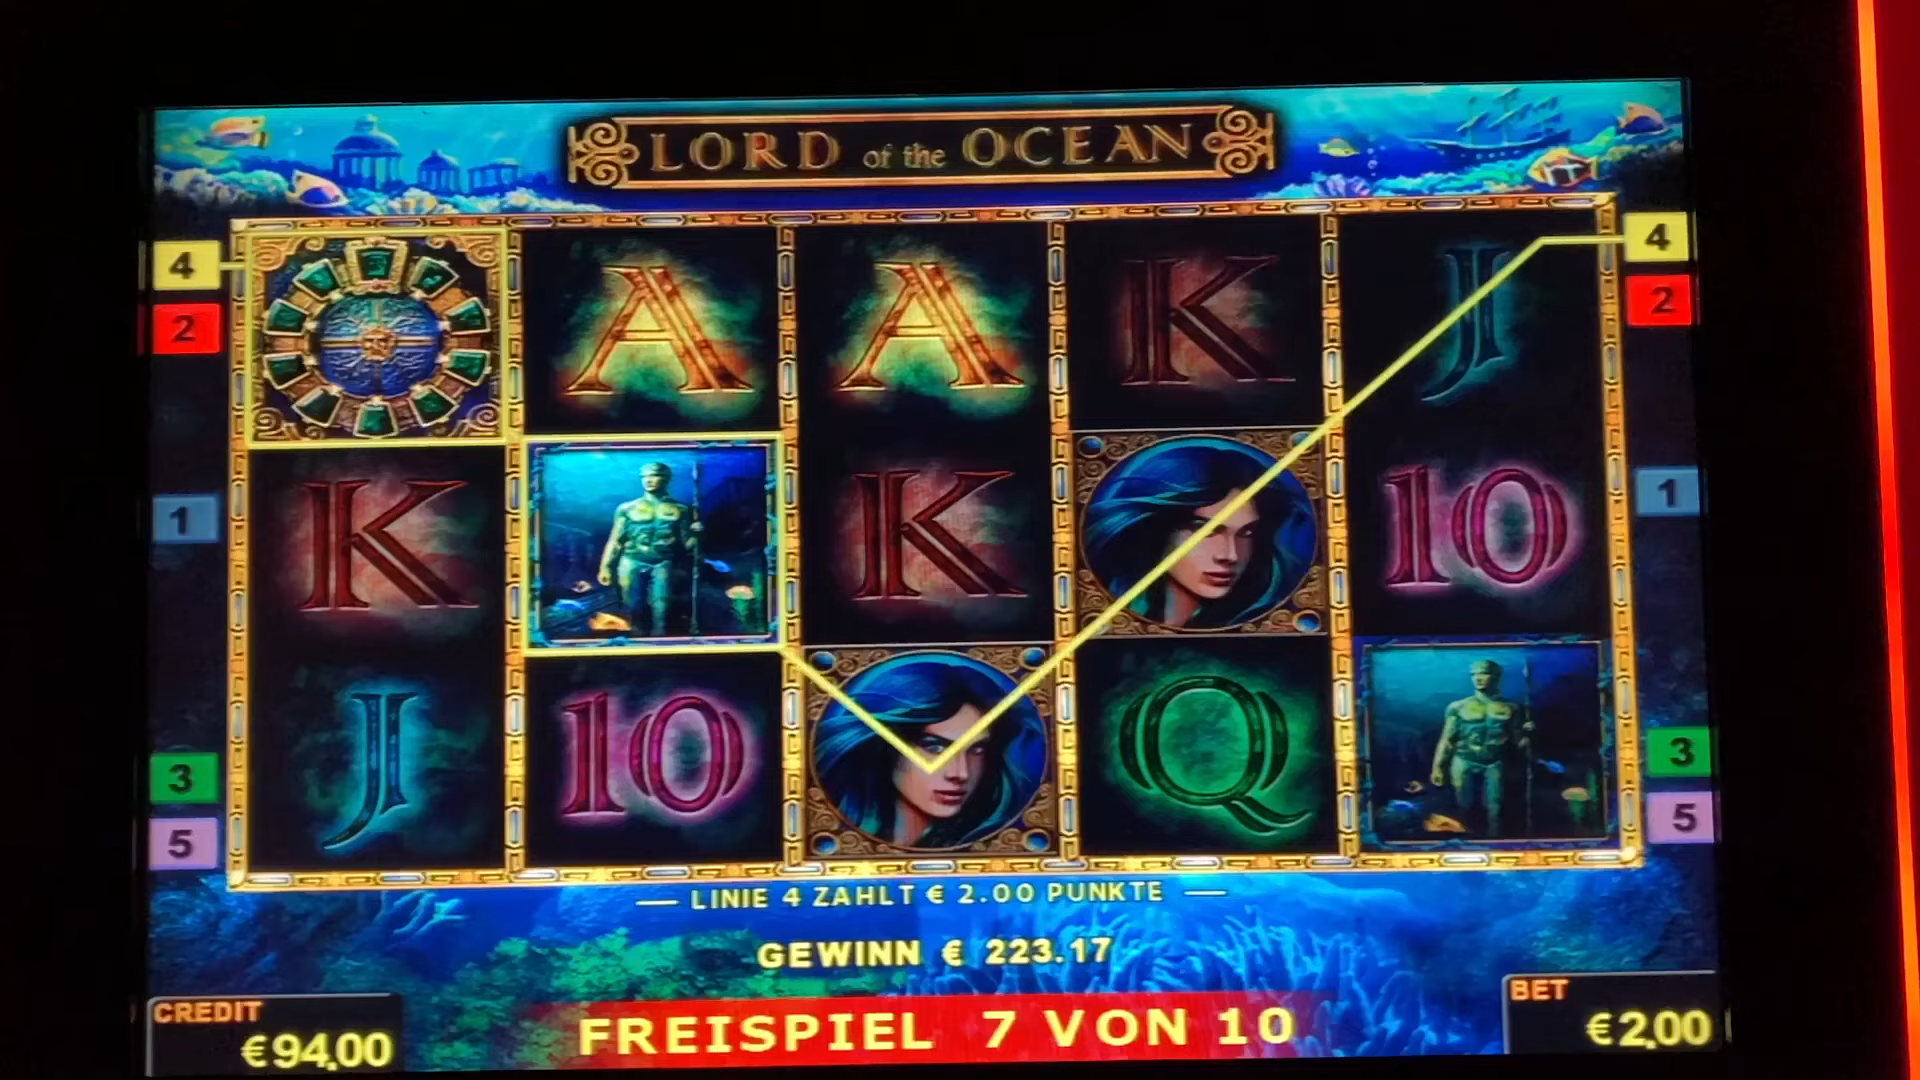 LORD of the OCEAN
4 A A K J 4
2 2
1 K K 10 1
J 10 Q
3 3
5 5
LINIE 4 ZAHLT € 2.00 PUNKTE
GEWINN € 223.17
CREDIT
€94,00
FREISPIEL 7 VON 10
BET
€2,00